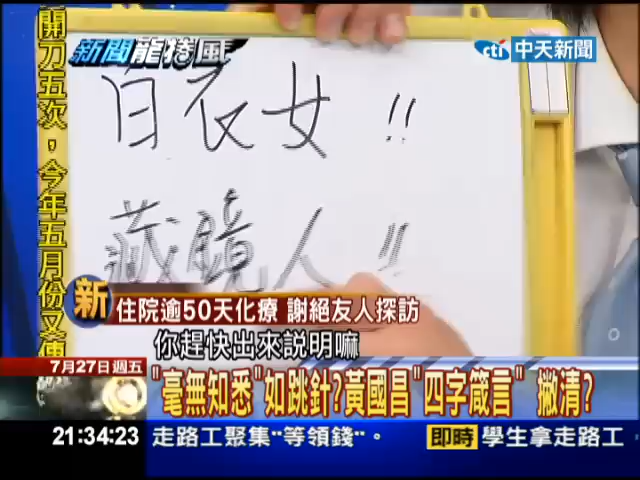 新聞龍捲風
cti 中天新聞
開刀五次，今年五月份又傳
白衣女!!
藏鏡人!!
新 住院逾50天化療 謝絕友人探訪
你趕快出來說明嘛
7月27日週五
"毫無知悉"如跳針?黃國昌"四字箴言" 撇清?
21:34:23 走路工聚集"等領錢"。 即時 學生拿走路工，